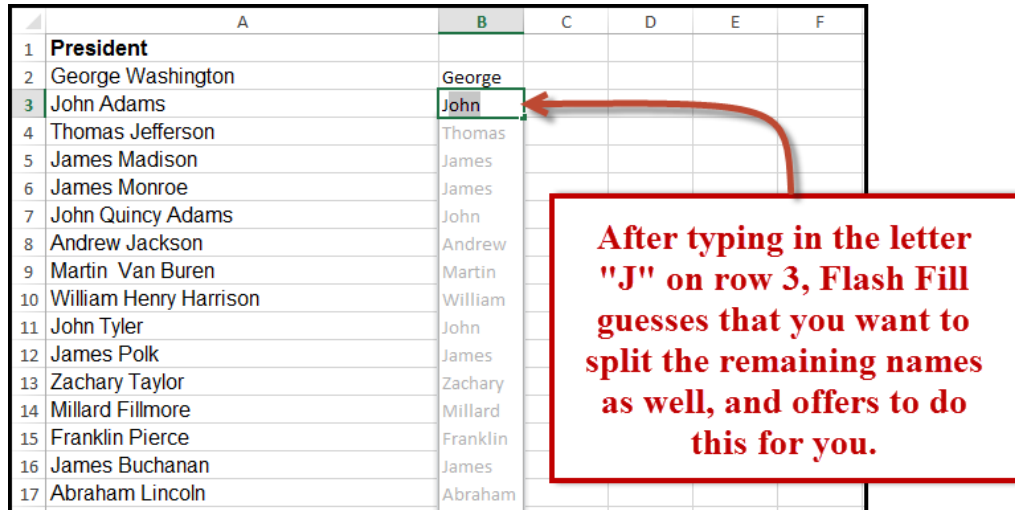 A B C D E F
1 President
2 George Washington George
3 John Adams John
4 Thomas Jefferson Thomas
5 James Madison James
6 James Monroe James
7 John Quincy Adams John
8 Andrew Jackson Andrew
9 Martin  Van Buren Martin
10 William Henry Harrison William
11 John Tyler John
12 James Polk James
13 Zachary Taylor Zachary
14 Millard Fillmore Millard
15 Franklin Pierce Franklin
16 James Buchanan James
17 Abraham Lincoln Abraham
After typing in the letter
"J" on row 3, Flash Fill
guesses that you want to
split the remaining names
as well, and offers to do
this for you.